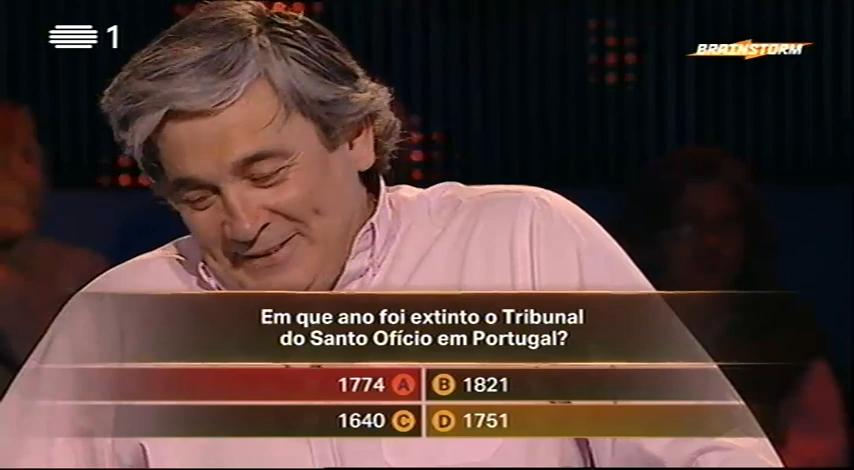 1
BRAINSTORM
Em que ano foi extinto o Tribunal
do Santo Ofício em Portugal?
1774 A B 1821
1640 C D 1751